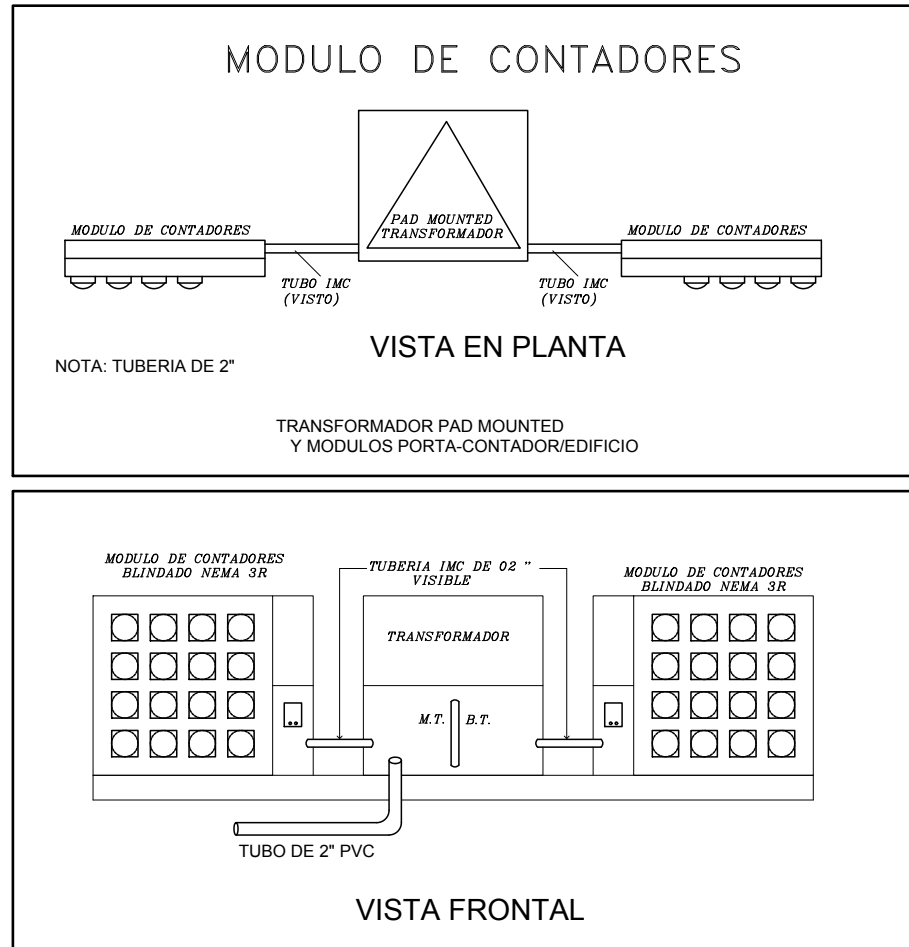 MODULO DE CONTADORES
PAD MOUNTED
TRANSFORMADOR
MODULO DE CONTADORES
MODULO DE CONTADORES
TUBO IMC
(VISTO)
TUBO IMC
(VISTO)
VISTA EN PLANTA
NOTA: TUBERIA DE 2"
TRANSFORMADOR PAD MOUNTED
Y MODULOS PORTA-CONTADOR/EDIFICIO
MODULO DE CONTADORES
BLINDADO NEMA 3R
TUBERIA IMC DE 02 "
VISIBLE
MODULO DE CONTADORES
BLINDADO NEMA 3R
TRANSFORMADOR
M.T. B.T.
TUBO DE 2" PVC
VISTA FRONTAL